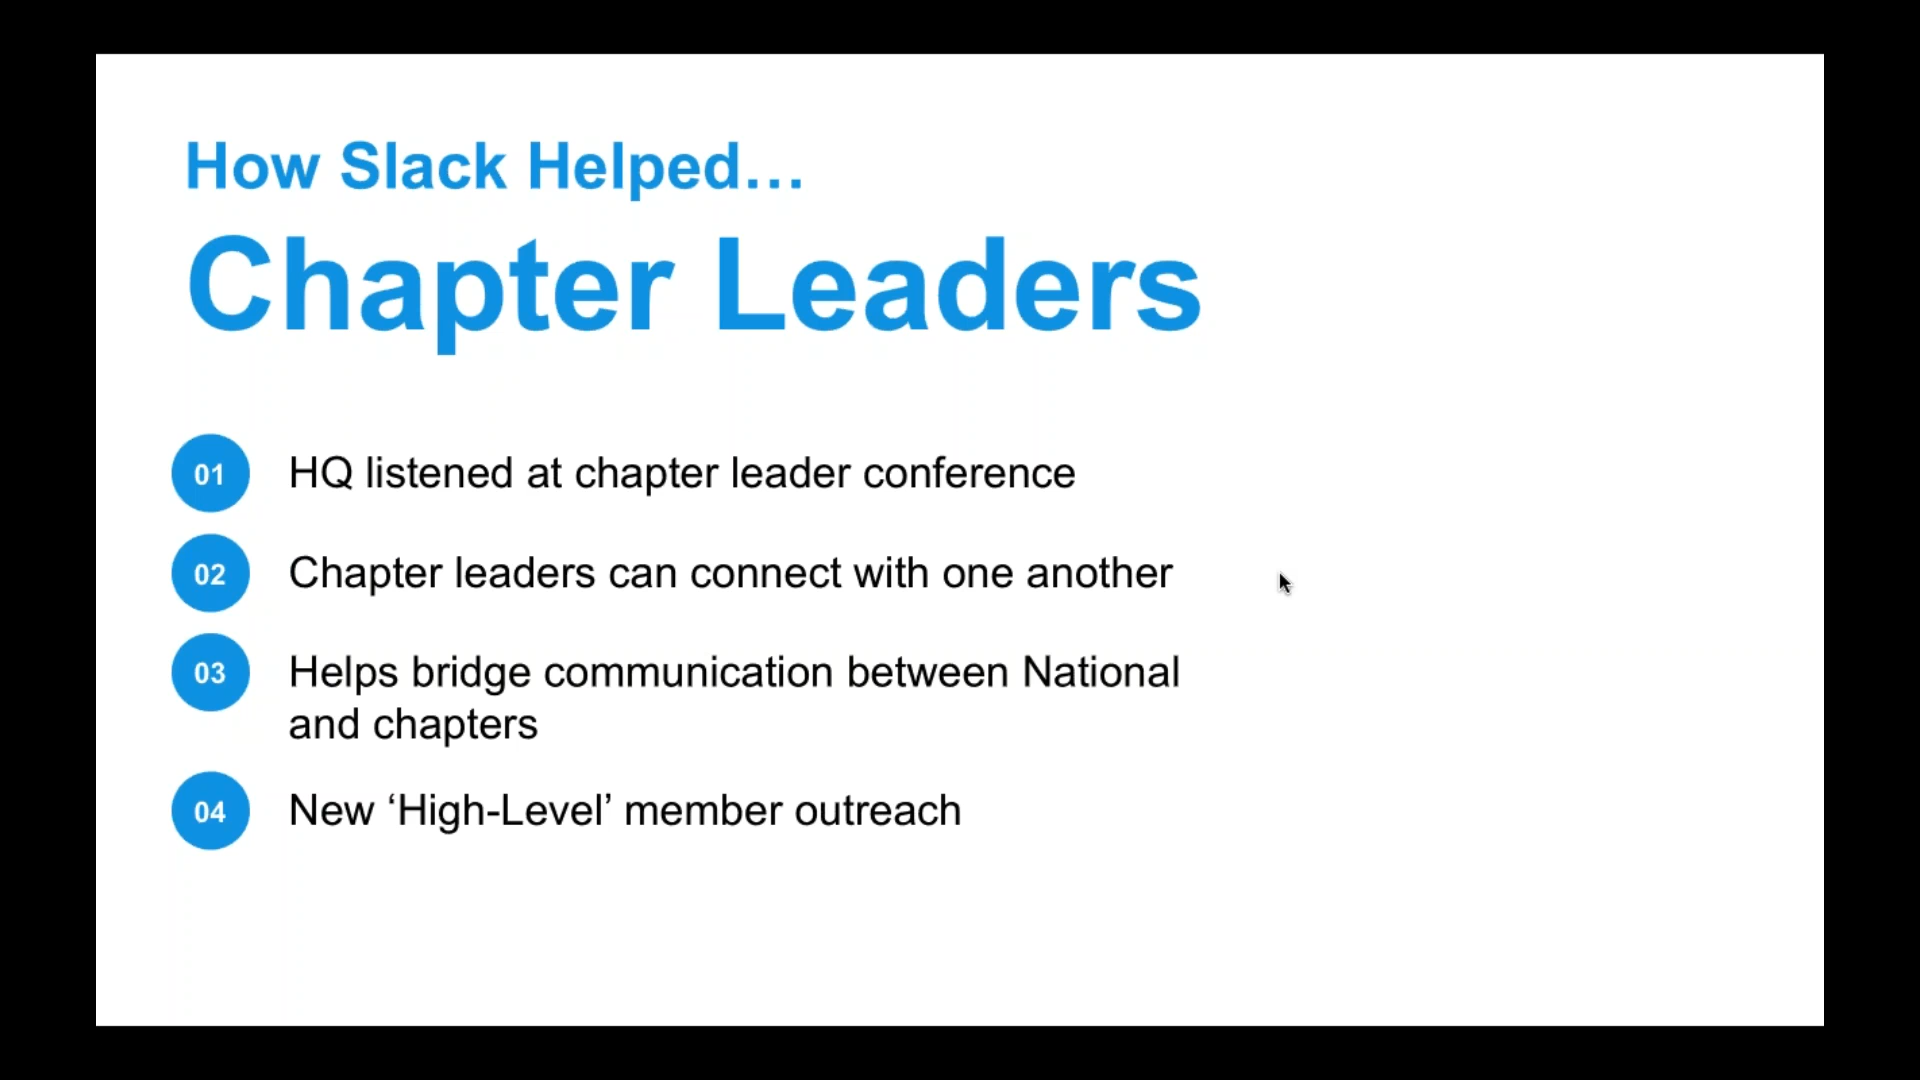 How Slack Helped…
Chapter Leaders
01 HQ listened at chapter leader conference
02 Chapter leaders can connect with one another
03 Helps bridge communication between National
and chapters
04 New ‘High-Level’ member outreach